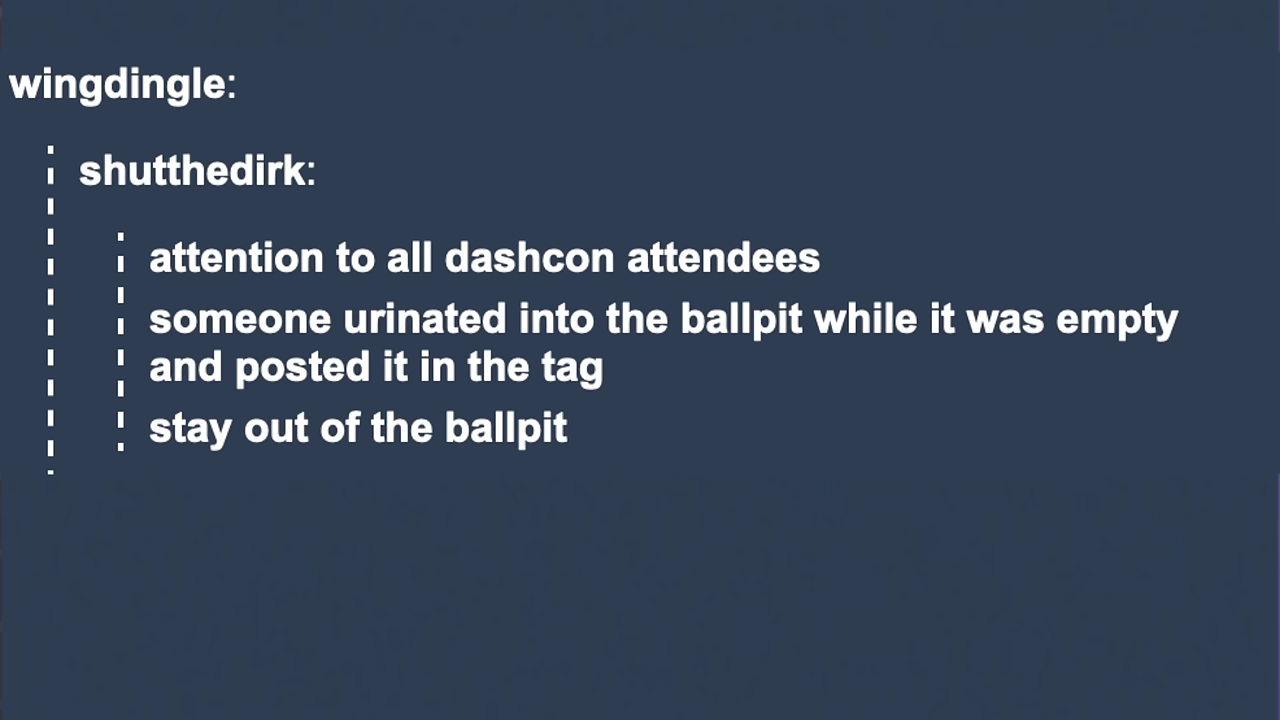 wingdingle:
shutthedirk:
attention to all dashcon attendees
someone urinated into the ballpit while it was empty
and posted it in the tag
stay out of the ballpit